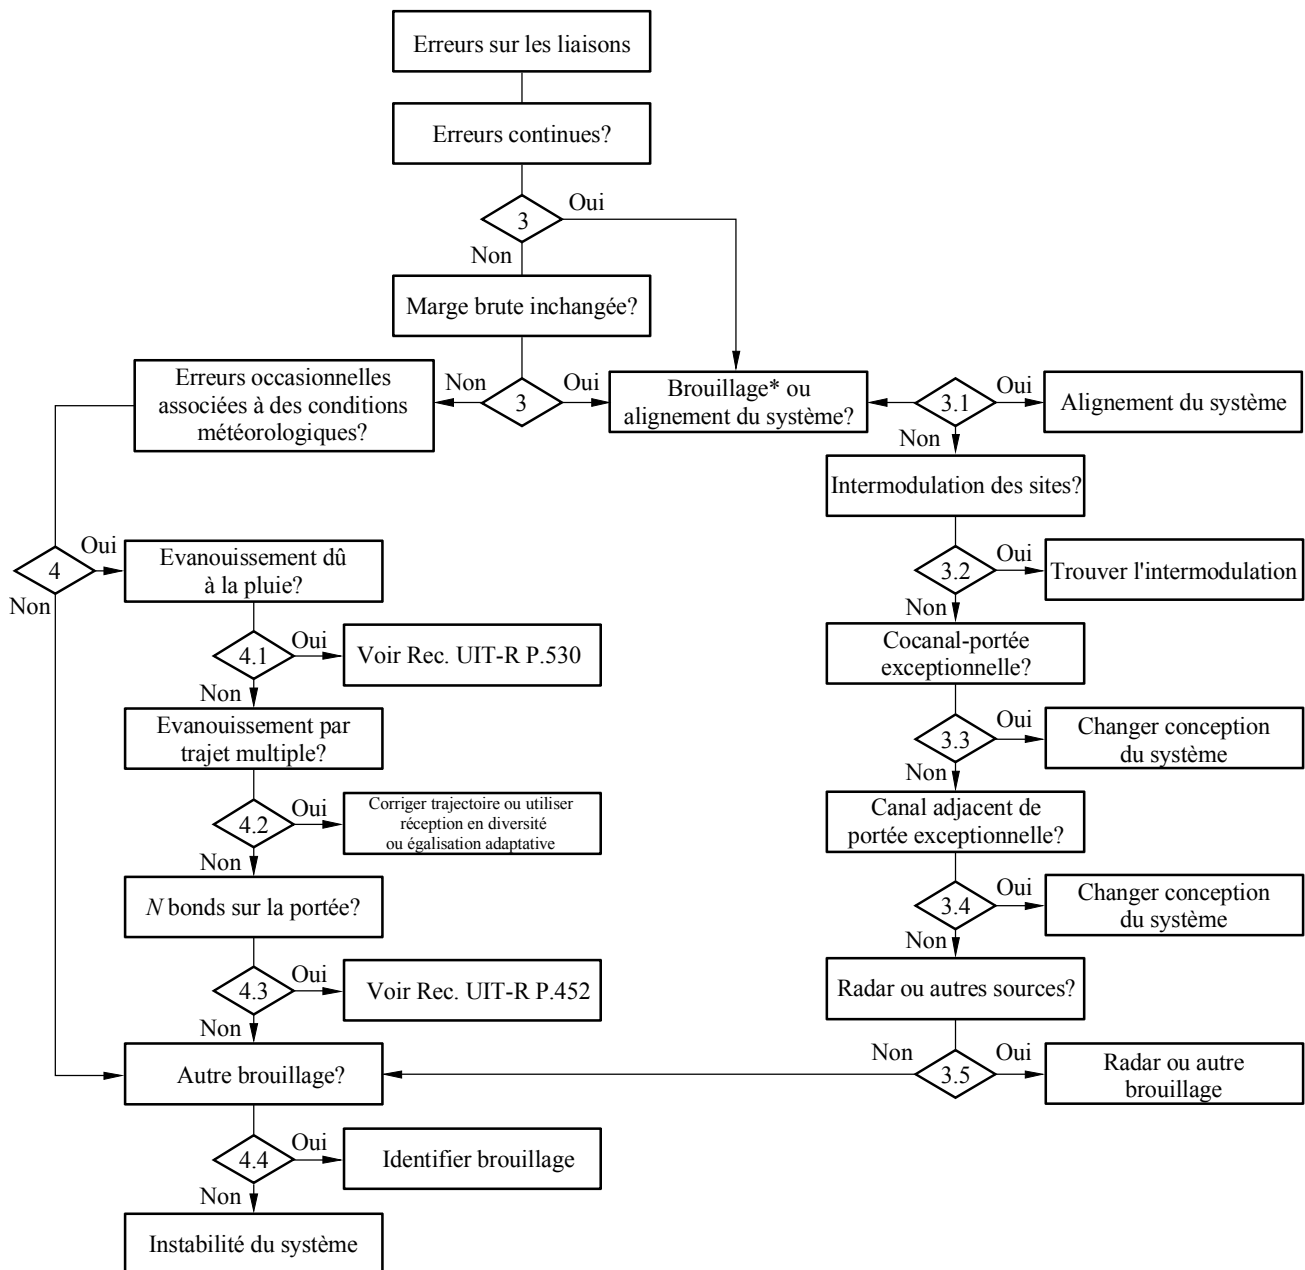 Erreurs sur les liaisons
Erreurs continues?
3
Oui
Non
Marge brute inchangée?
Erreurs occasionnelles
associées à des conditions
météorologiques?
Non
3
Oui
Brouillage* ou
alignement du système?
3.1
Oui
Non
Alignement du système
Intermodulation des sites?
3.2
Oui
Non
Trouver l'intermodulation
Cocanal-portée
exceptionnelle?
3.3
Oui
Non
Changer conception
du système
Canal adjacent de
portée exceptionnelle?
3.4
Oui
Non
Changer conception
du système
Radar ou autres sources?
Non
3.5
Oui
Radar ou autre
brouillage
4
Oui
Non
Evanouissement dû
à la pluie?
4.1
Oui
Non
Voir Rec. UIT-R P.530
Evanouissement par
trajet multiple?
4.2
Oui
Non
Corriger trajectoire ou utiliser
réception en diversité
ou égalisation adaptative
N bonds sur la portée?
4.3
Oui
Non
Voir Rec. UIT-R P.452
Autre brouillage?
4.4
Oui
Non
Identifier brouillage
Instabilité du système